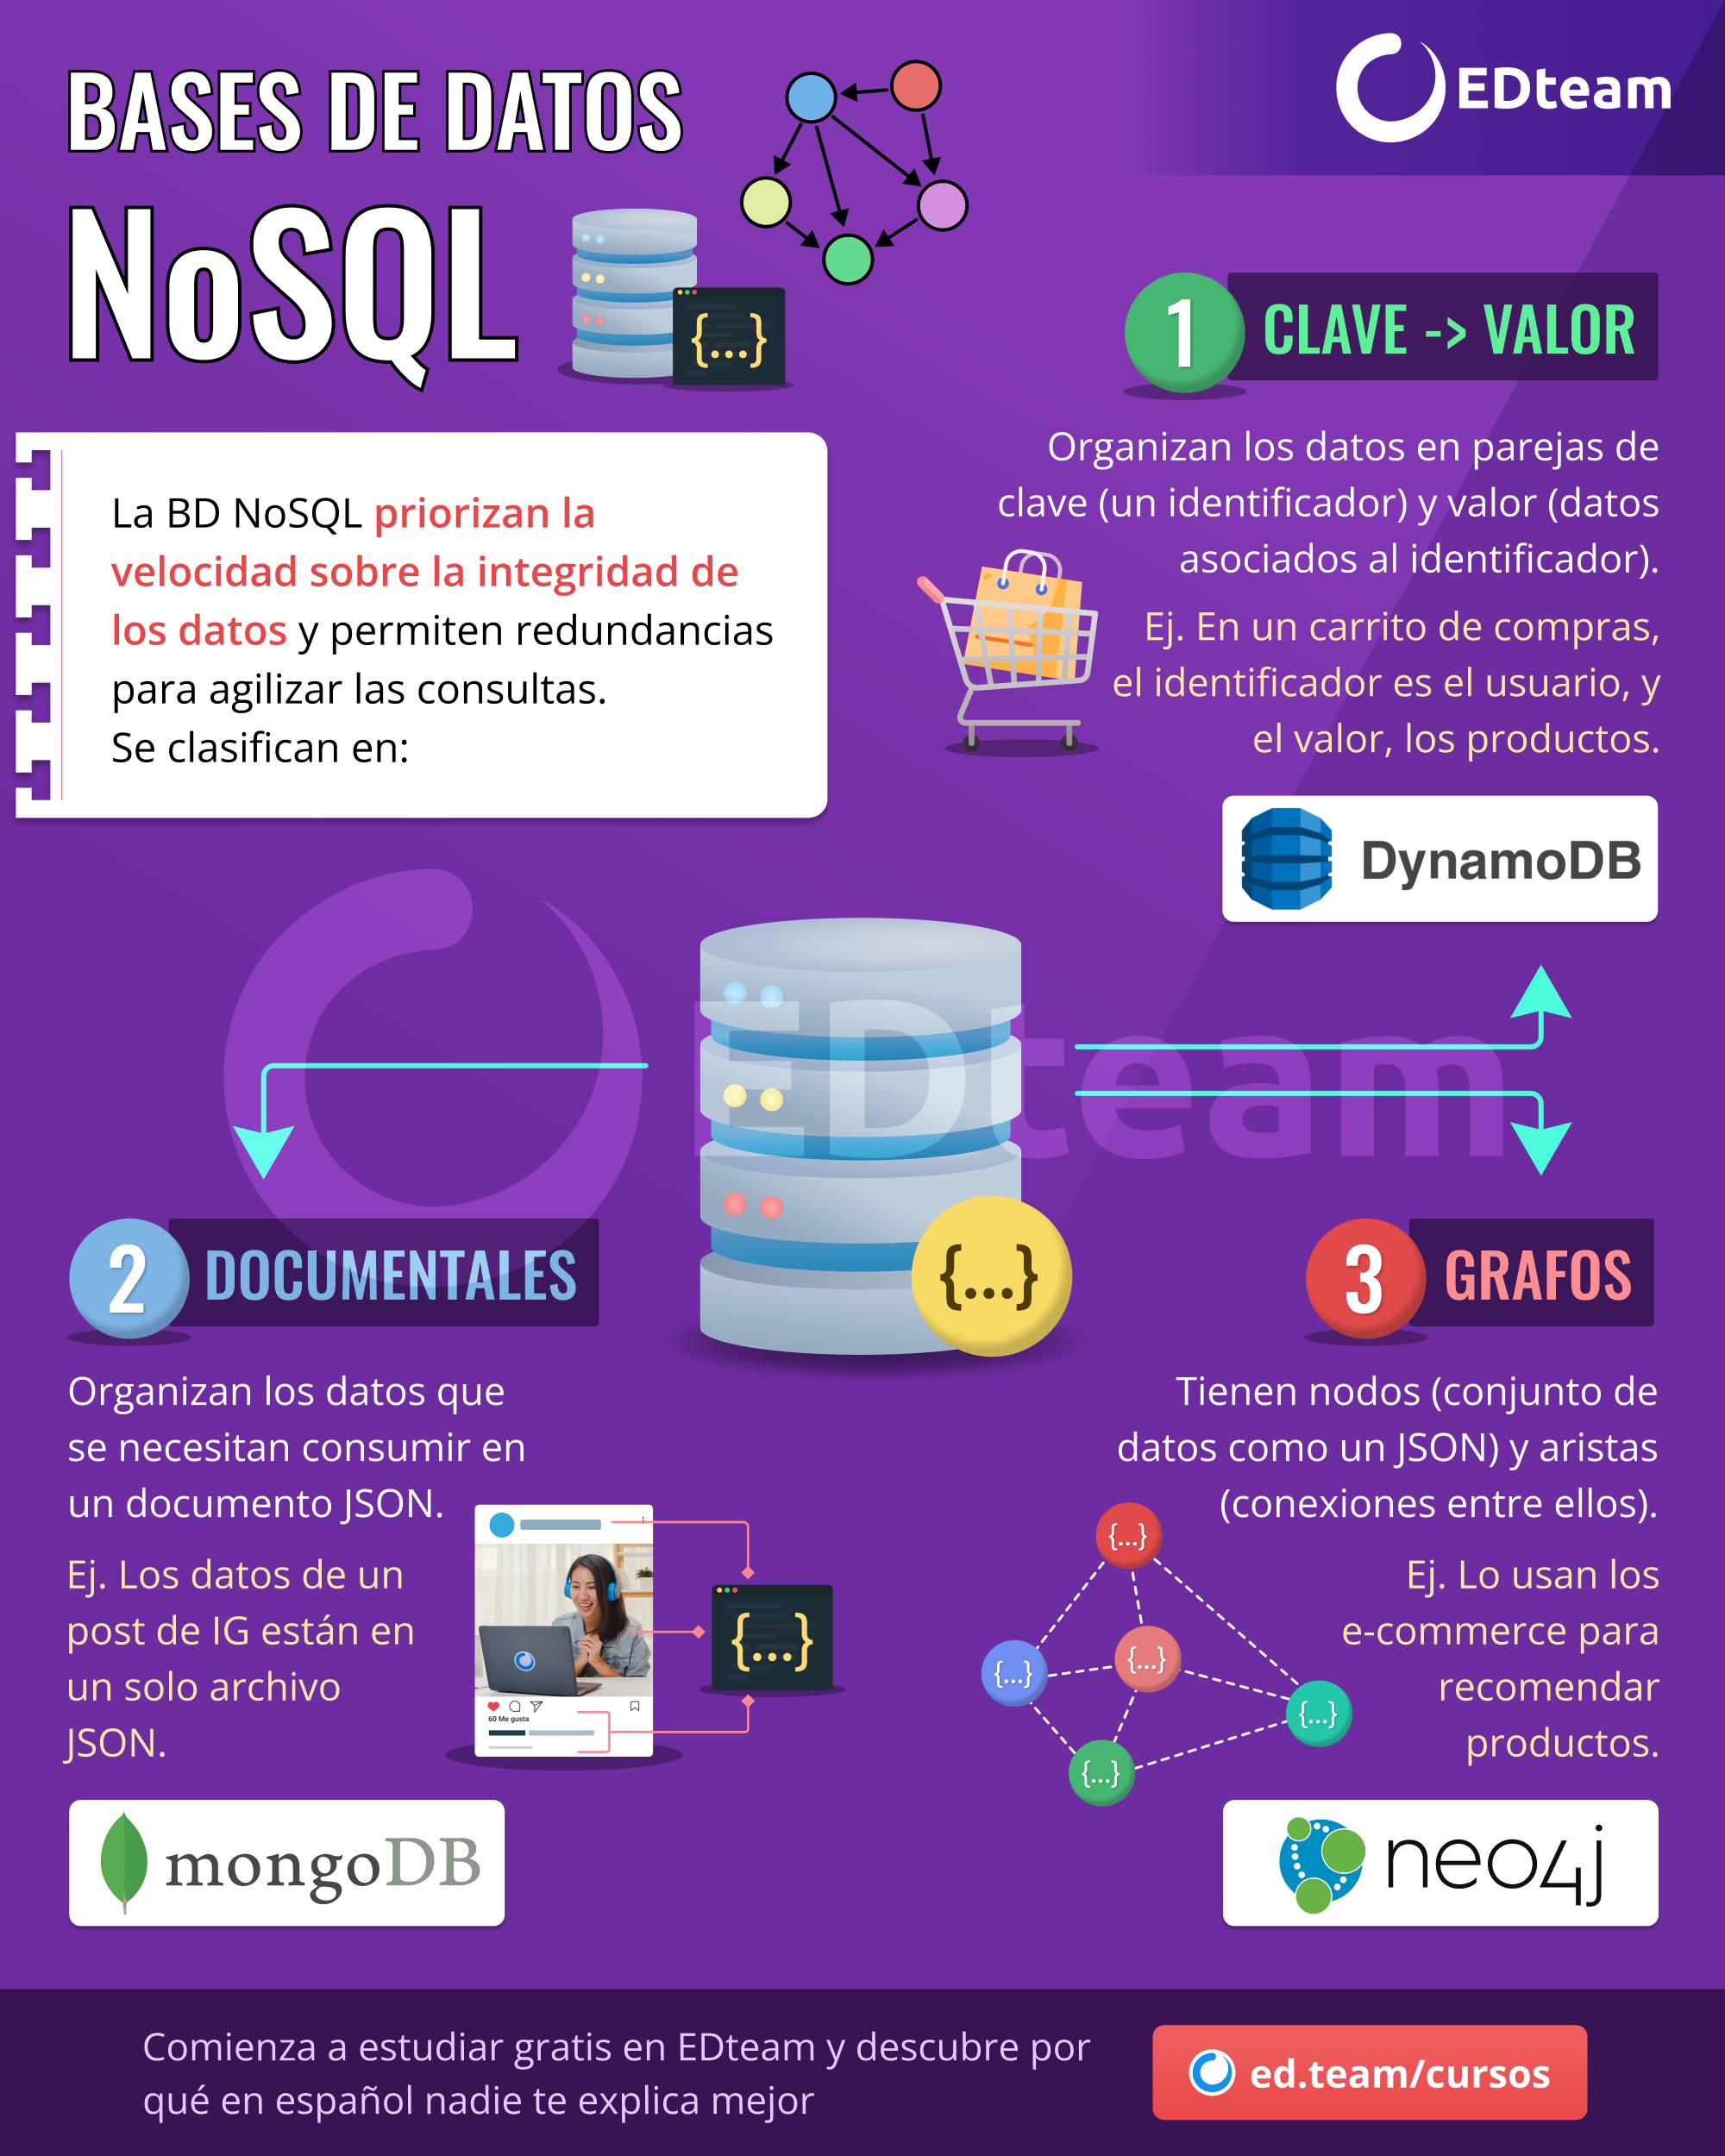 BASES DE DATOS
NoSQL
{...}
EDteam
La BD NoSQL priorizan la
velocidad sobre la integridad de
los datos y permiten redundancias
para agilizar las consultas.
Se clasifican en:
1
CLAVE -> VALOR
Organizan los datos en parejas de
clave (un identificador) y valor (datos
asociados al identificador).
Ej. En un carrito de compras,
el identificador es el usuario, y
el valor, los productos.
DynamoDB
EDteam
{...}
2
DOCUMENTALES
Organizan los datos que
se necesitan consumir en
un documento JSON.
Ej. Los datos de un
post de IG están en
un solo archivo
JSON.
60 Me gusta
{...}
mongoDB
3
GRAFOS
Tienen nodos (conjunto de
datos como un JSON) y aristas
(conexiones entre ellos).
Ej. Lo usan los
e-commerce para
recomendar
productos.
{...}
{...}
{...}
{...}
{...}
neo4j
Comienza a estudiar gratis en EDteam y descubre por
qué en español nadie te explica mejor
ed.team/cursos